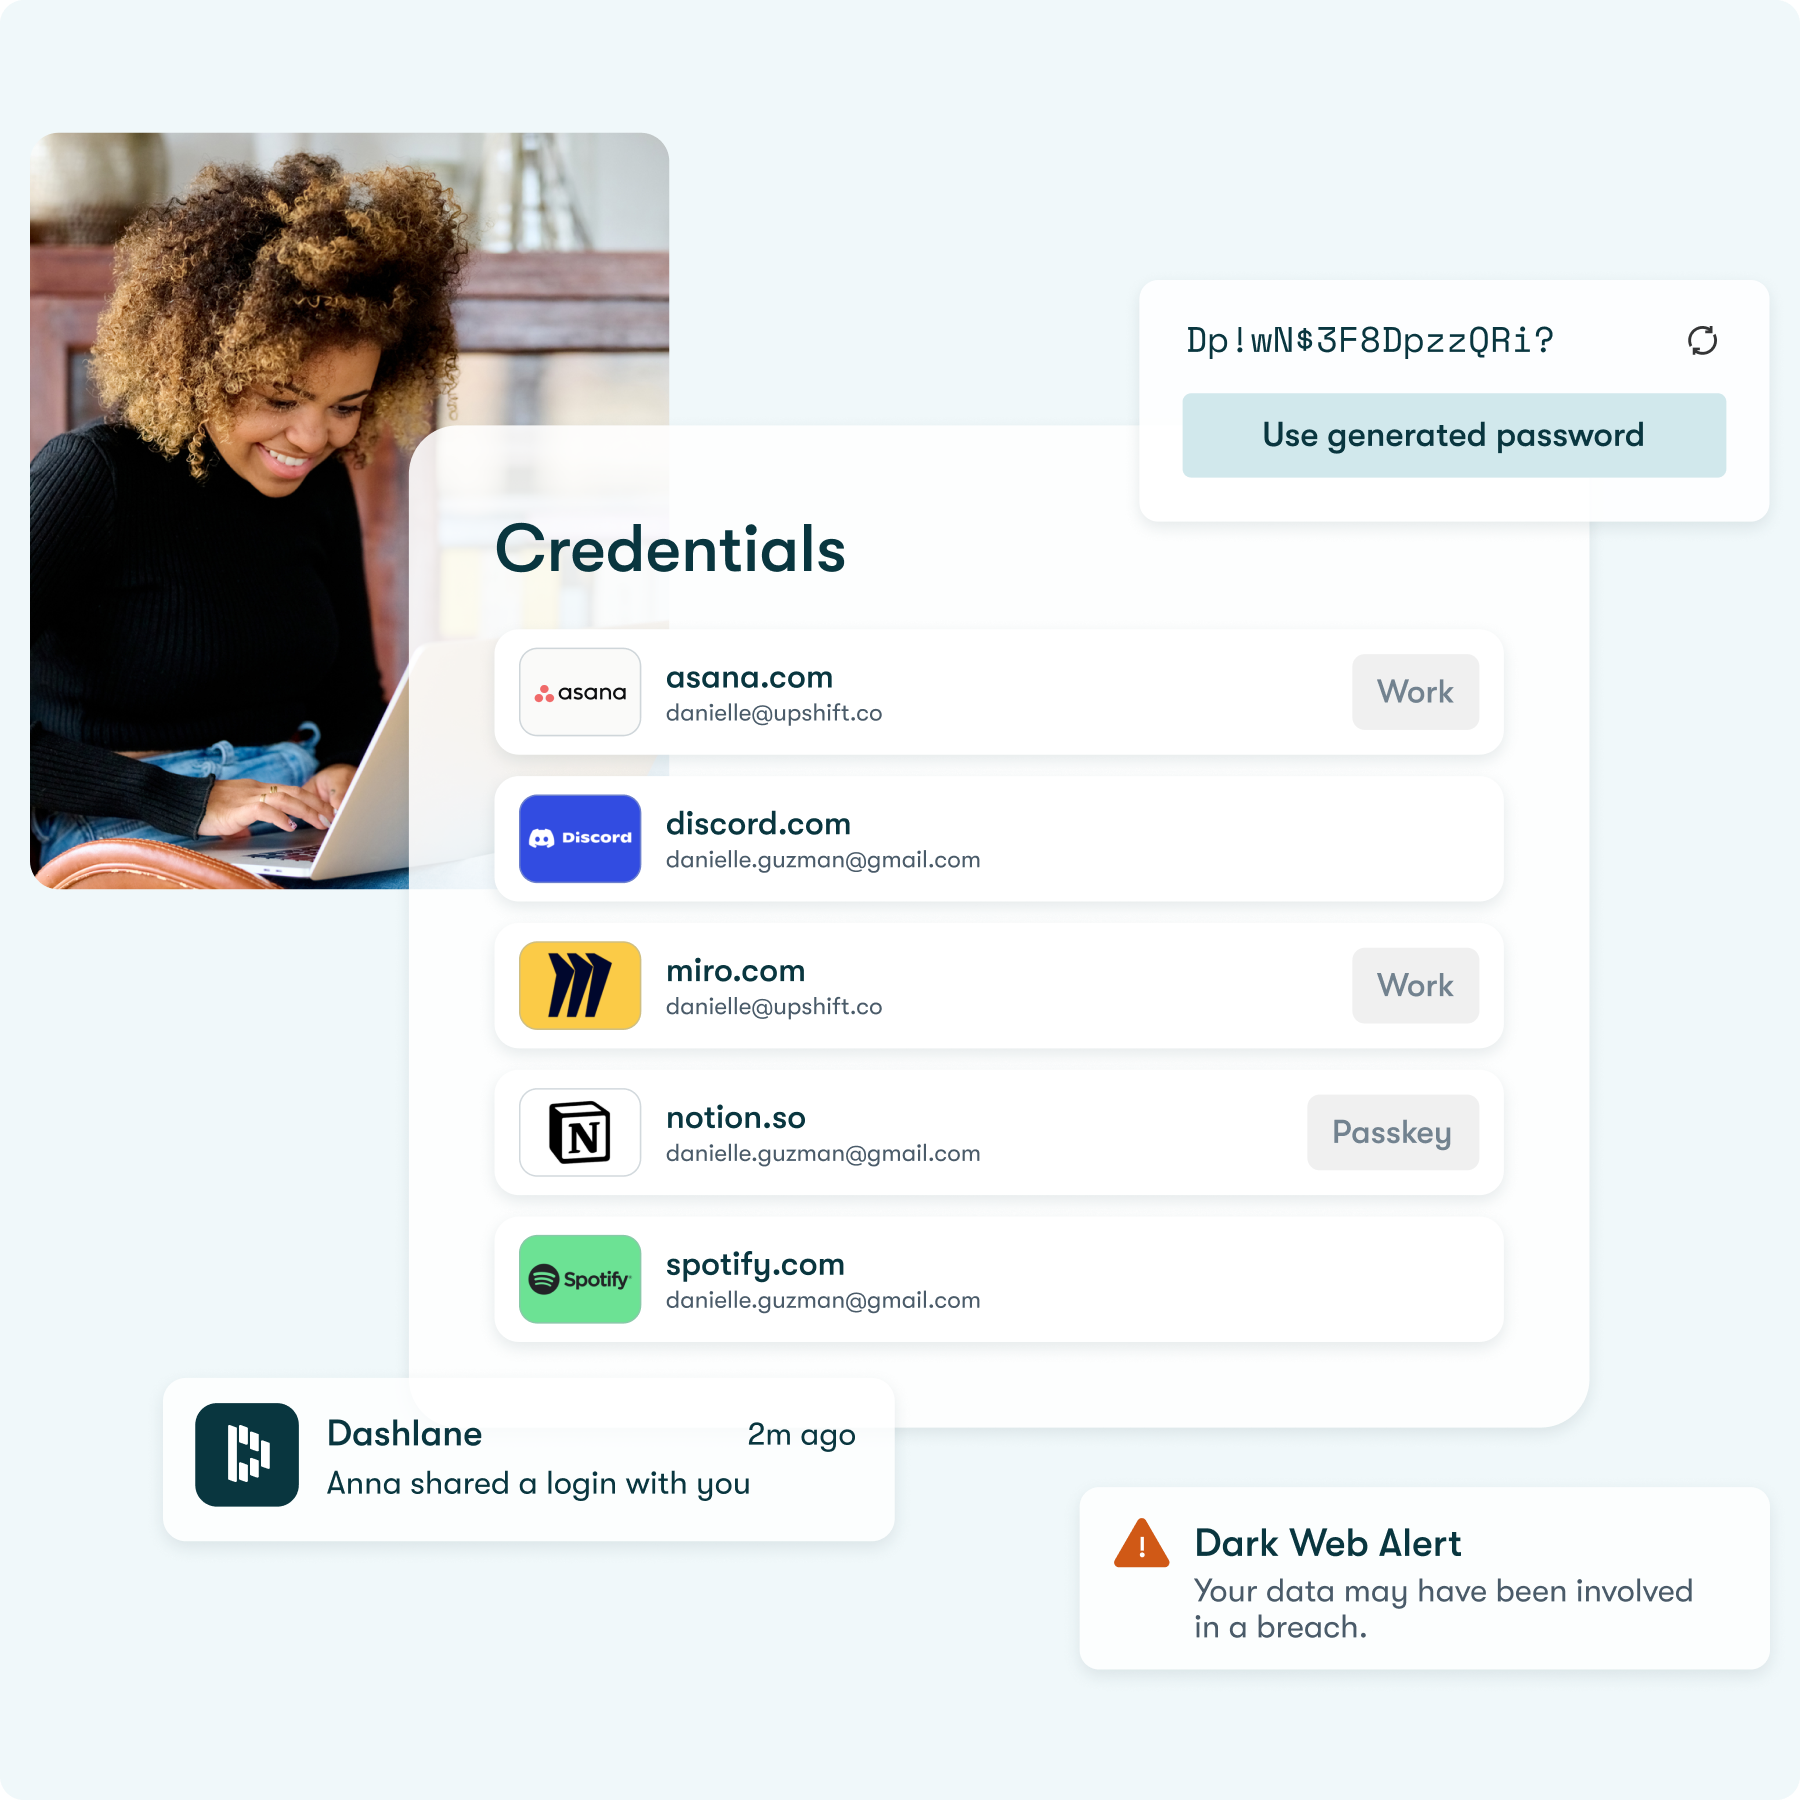 Dp!wN$3F8DpzzQRi?
Use generated password
Credentials
asana
asana.com
danielle@upshift.co
Work
Discord
discord.com
danielle.guzman@gmail.com
miro.com
danielle@upshift.co
Work
N
notion.so
danielle.guzman@gmail.com
Passkey
Spotify
spotify.com
danielle.guzman@gmail.com
Dashlane
2m ago
Anna shared a login with you
Dark Web Alert
Your data may have been involved
in a breach.